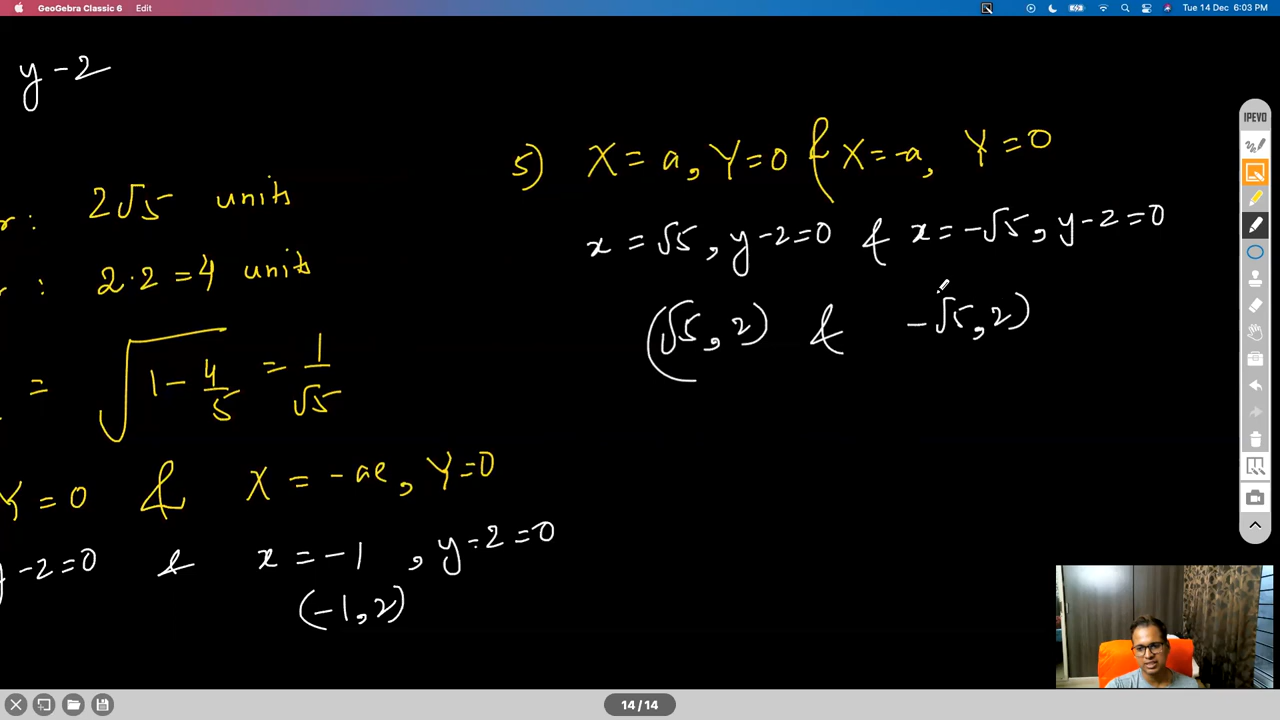 GeoGebra Classic 6 Edit Tue 14 Dec 6:03 PM
y-2
r: 2√5 units
r: 2·2=4 units
= √(1-4/5) = 1/√5
Y=0 & X=-ae, Y=0
y-2=0 & x=-1, y-2=0
(-1,2)
5) X=a, Y=0 & X=-a, Y=0
x=√5, y-2=0 & x=-√5, y-2=0
(√5,2) & -√5,2)
IPEVO
14/14